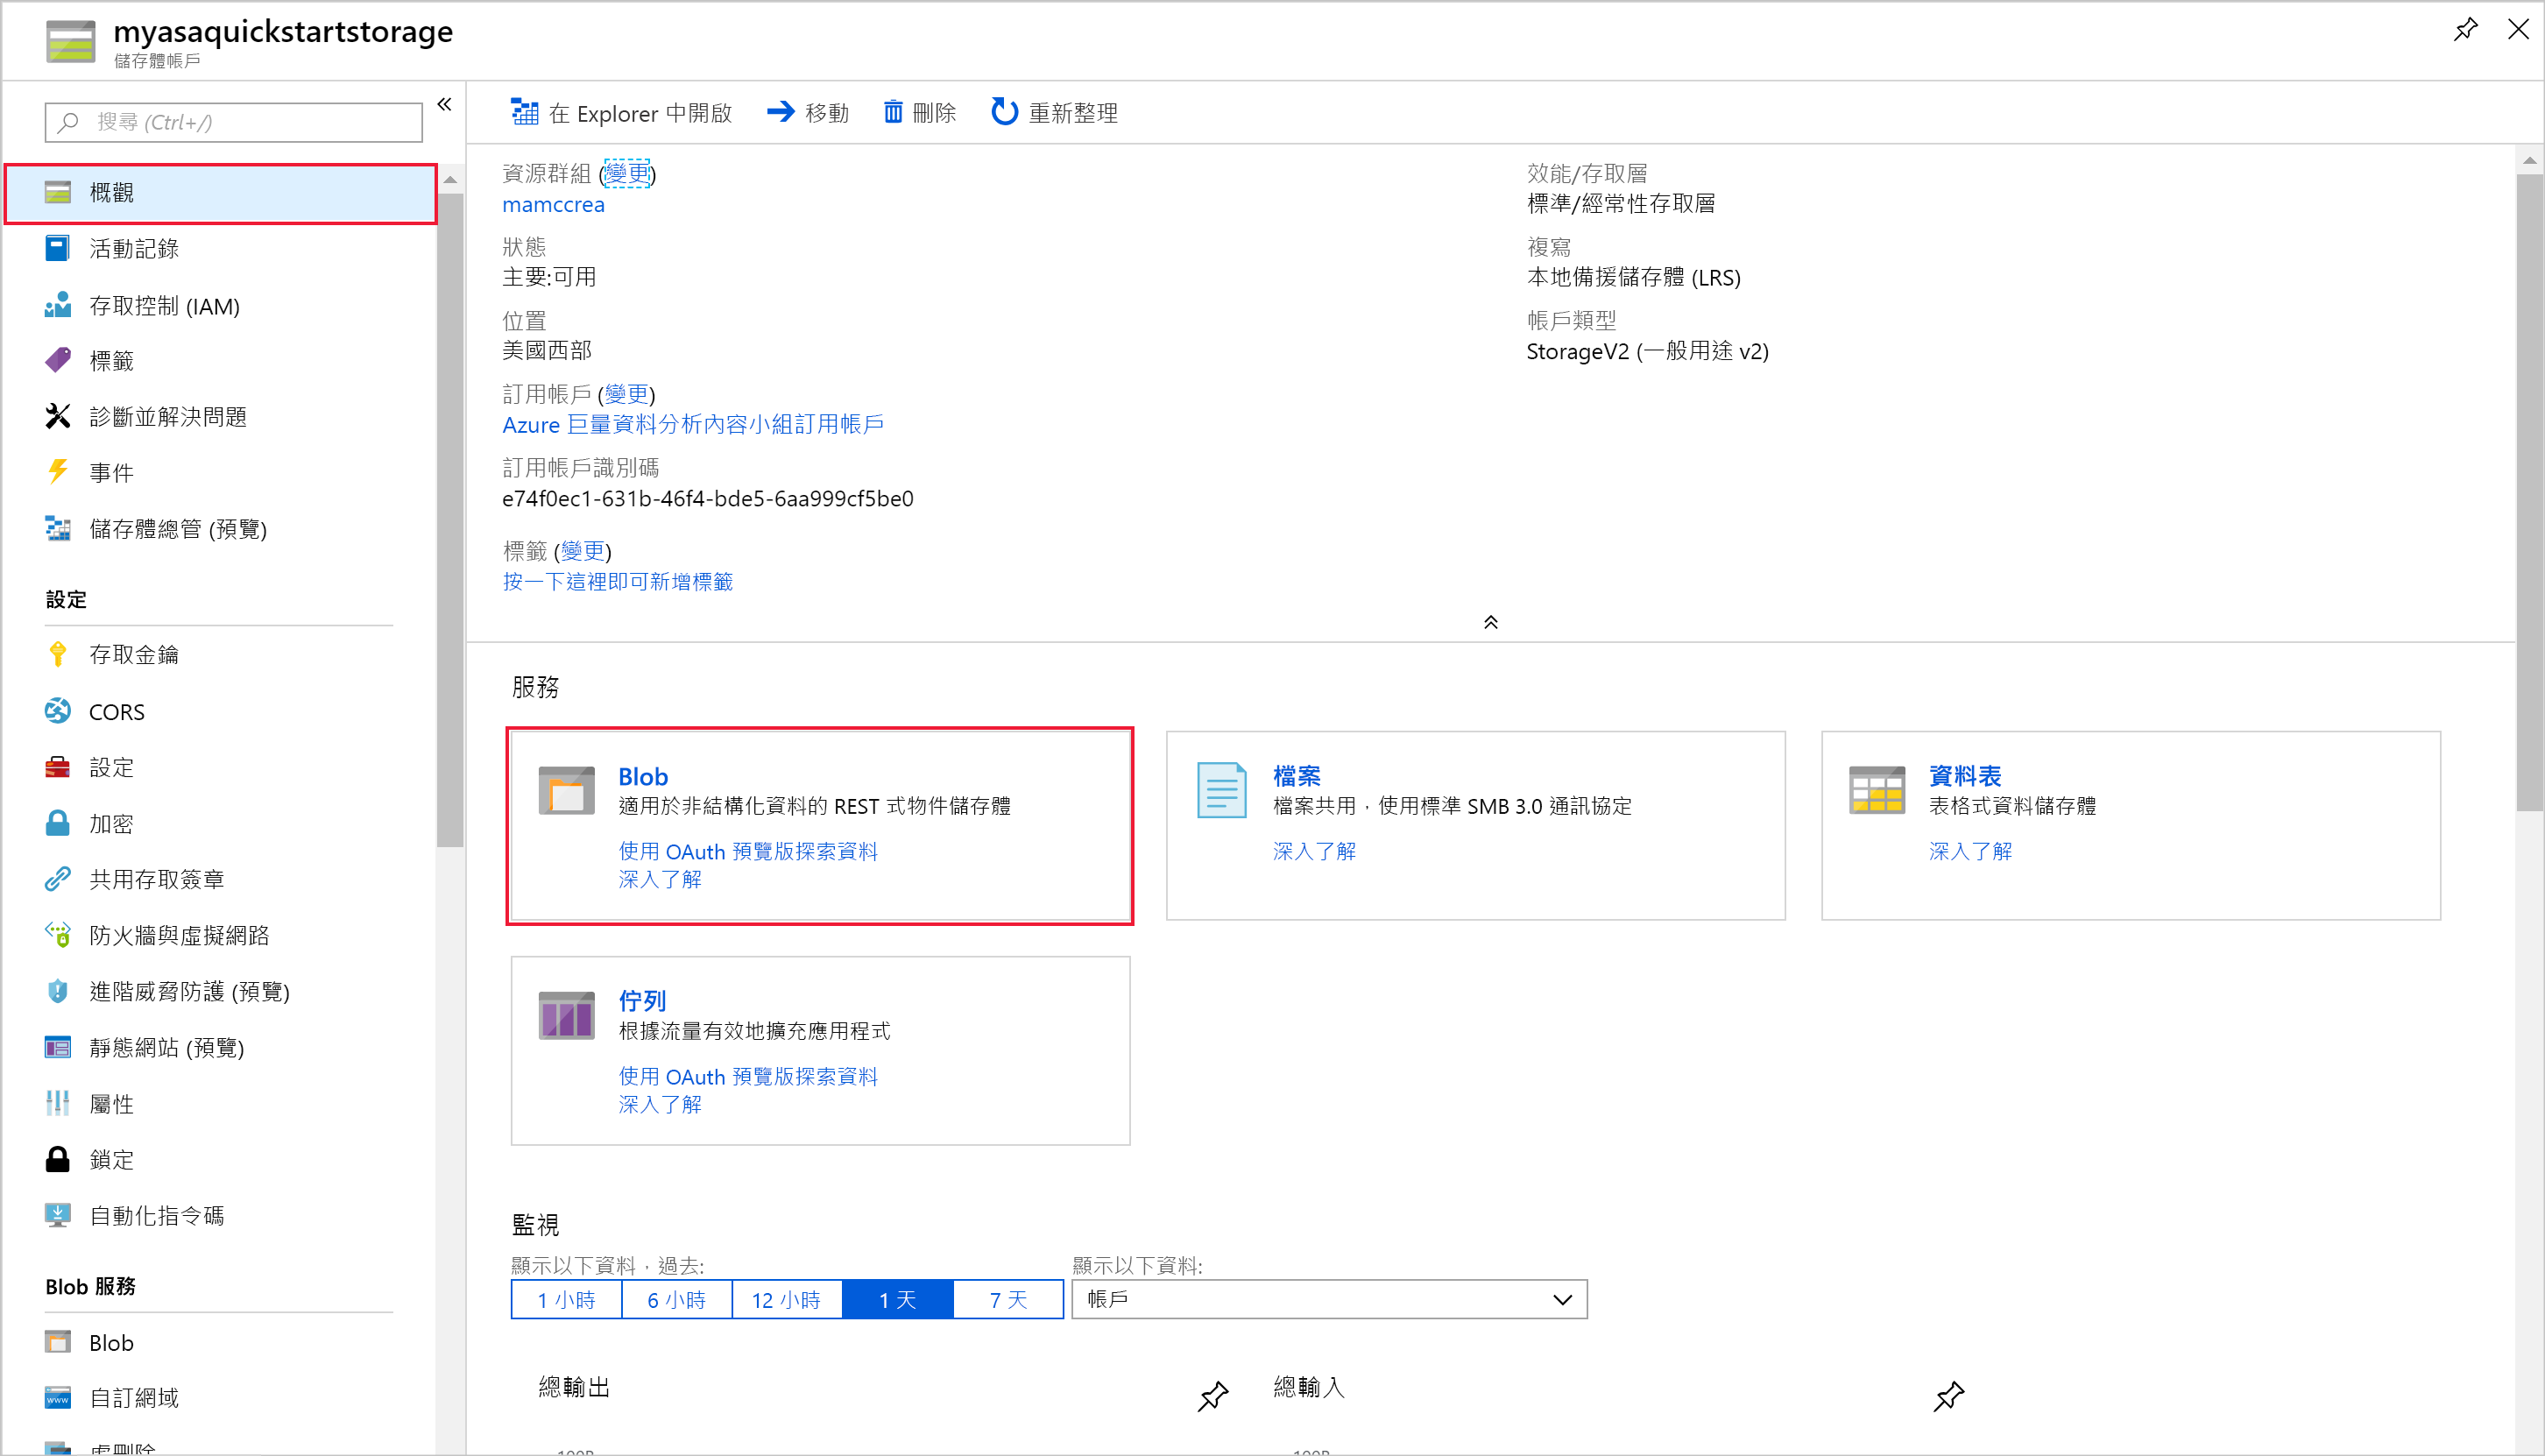 myasaquickstartstorage
儲存體帳戶
搜尋 (Ctrl+/)
概觀
活動記錄
存取控制 (IAM)
標籤
診斷並解決問題
事件
儲存體總管 (預覽)
設定
存取金鑰
CORS
設定
加密
共用存取簽章
防火牆與虛擬網路
進階威脅防護 (預覽)
靜態網站 (預覽)
屬性
鎖定
自動化指令碼
Blob 服務
Blob
自訂網域
在 Explorer 中開啟
移動
刪除
重新整理
資源群組 (變更)
mamccrea
狀態
主要:可用
位置
美國西部
訂用帳戶 (變更)
Azure 巨量資料分析內容小組訂用帳戶
訂用帳戶識別碼
e74f0ec1-631b-46f4-bde5-6aa999cf5be0
標籤 (變更)
按一下這裡即可新增標籤
效能/存取層
標準/經常性存取層
複寫
本地備援儲存體 (LRS)
帳戶類型
StorageV2 (一般用途 v2)
服務
Blob
適用於非結構化資料的 REST 式物件儲存體
使用 OAuth 預覽版探索資料
深入了解
檔案
檔案共用，使用標準 SMB 3.0 通訊協定
深入了解
資料表
表格式資料儲存體
深入了解
佇列
根據流量有效地擴充應用程式
使用 OAuth 預覽版探索資料
深入了解
監視
顯示以下資料，過去:
1 小時
6 小時
12 小時
1 天
7 天
顯示以下資料:
帳戶
總輸出
總輸入